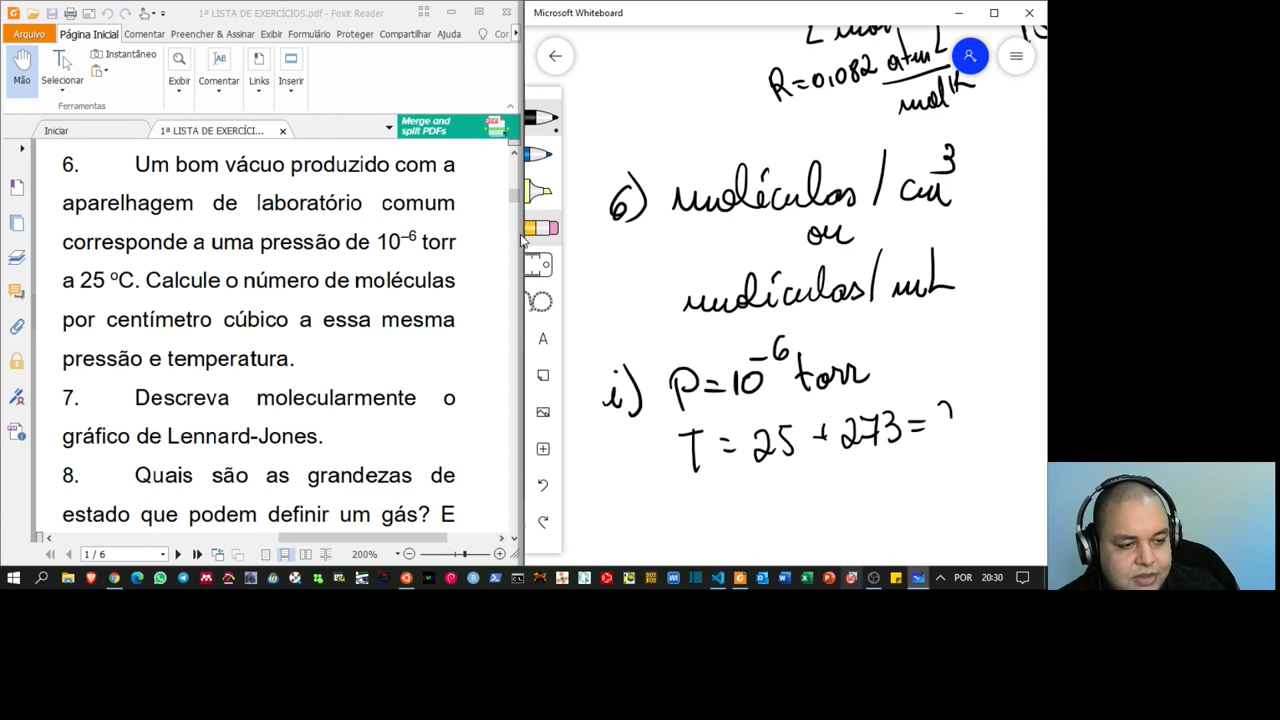 1ª LISTA DE EXERCÍCIOS.pdf - Foxit Reader
Arquivo Página Inicial Comentar Preencher & Assinar Exibir Formulário Proteger Compartilhar Ajuda Cor
Mão
Selecionar
Instantâneo
Exibir
Comentar
Links
Inserir
Ferramentas
Iniciar
1ª LISTA DE EXERCÍCI...
Merge and
split PDFs
6. Um bom vácuo produzido com a
aparelhagem de laboratório comum
corresponde a uma pressão de 10⁻⁶ torr
a 25 ºC. Calcule o número de moléculas
por centímetro cúbico a essa mesma
pressão e temperatura.
7. Descreva molecularmente o
gráfico de Lennard-Jones.
8. Quais são as grandezas de
estado que podem definir um gás? E
1 / 6
200%
Microsoft Whiteboard
R=0,082 atm L
mol K
6) moléculas / cm³
ou
moléculas / mL
i) P=10⁻⁶ torr
T = 25 + 273 =
POR 20:30